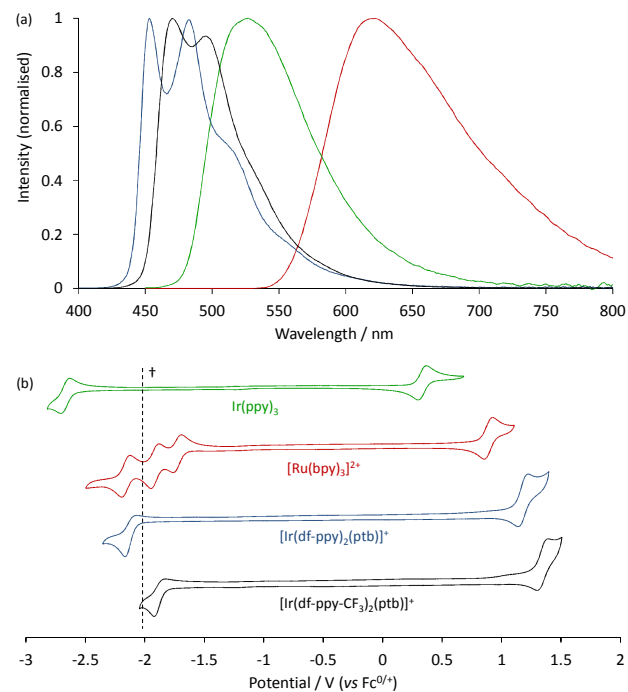 (a)
Intensity (normalised)
1
0.8
0.6
0.4
0.2
0
400 450 500 550 600 650 700 750 800
Wavelength / nm
(b)
†
Ir(ppy)₃
[Ru(bpy)₃]²⁺
[Ir(df-ppy)₂(ptb)]⁺
[Ir(df-ppy-CF₃)₂(ptb)]⁺
-3 -2.5 -2 -1.5 -1 -0.5 0 0.5 1 1.5 2
Potential / V (vs Fc⁰/⁺)